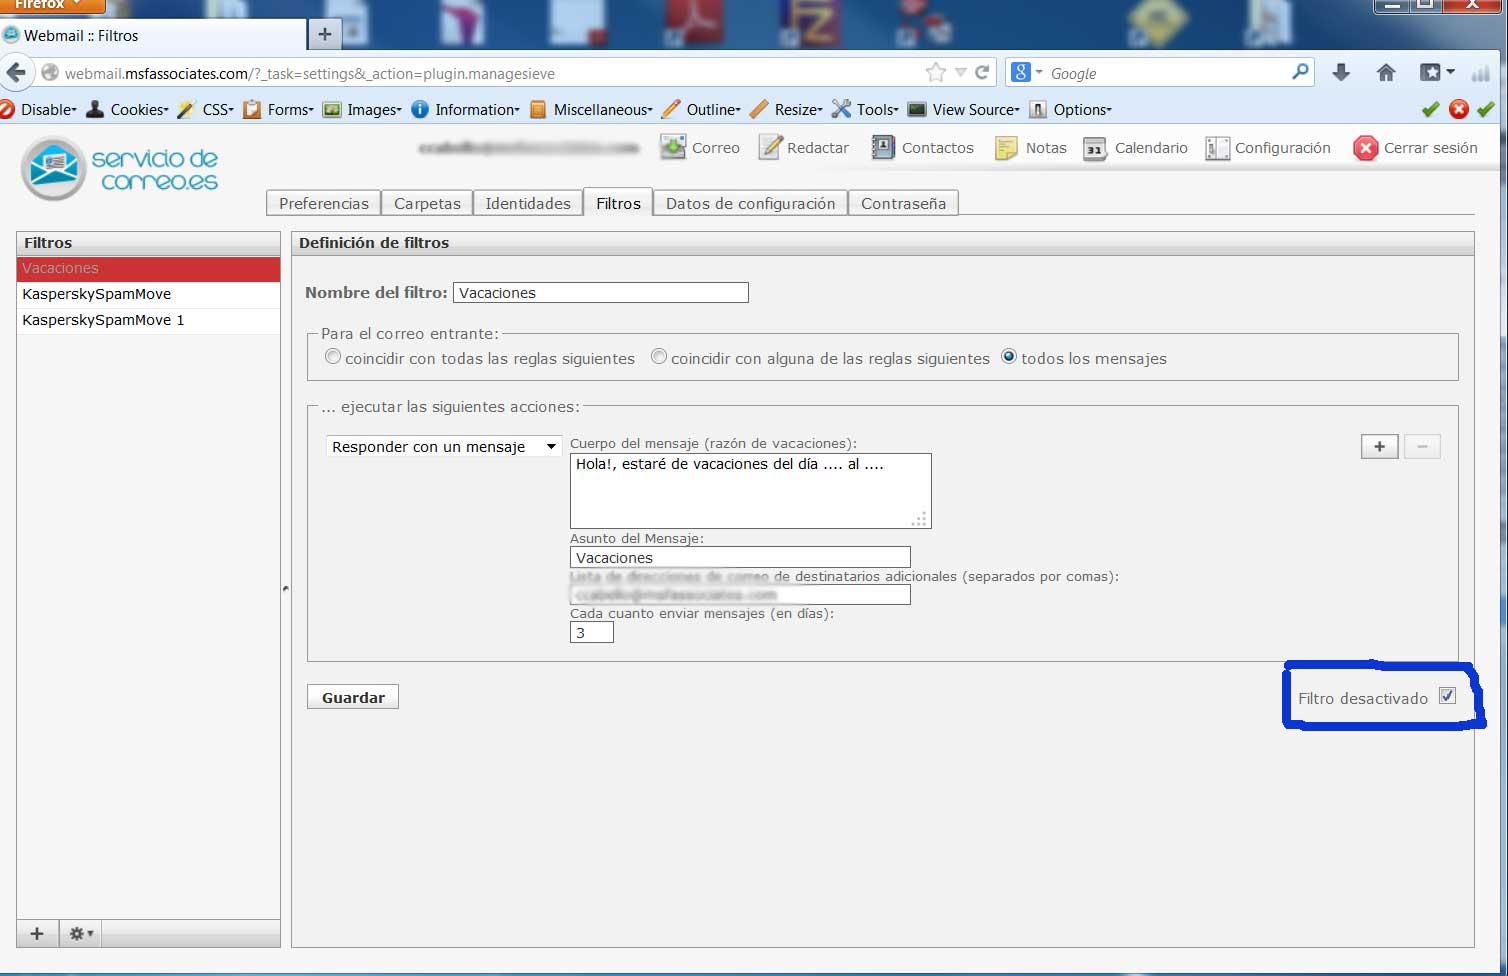 Firefox
Webmail :: Filtros
webmail.msfassociates.com/?_task=settings&_action=plugin.managesieve
Google
Disable Cookies CSS Forms Images Information Miscellaneous Outline Resize Tools View Source Options
servicio de
correo.es
Correo Redactar Contactos Notas 31 Calendario Configuración Cerrar sesión
Preferencias Carpetas Identidades Filtros Datos de configuración Contraseña
Filtros
Vacaciones
KasperskySpamMove
KasperskySpamMove 1
Definición de filtros
Nombre del filtro: Vacaciones
Para el correo entrante:
coincidir con todas las reglas siguientes coincidir con alguna de las reglas siguientes todos los mensajes
... ejecutar las siguientes acciones:
Responder con un mensaje
Cuerpo del mensaje (razón de vacaciones):
Hola!, estaré de vacaciones del día .... al ....
Asunto del Mensaje:
Vacaciones
Lista de direcciones de correo de destinatarios adicionales (separados por comas):
Cada cuanto enviar mensajes (en días):
3
Guardar
Filtro desactivado